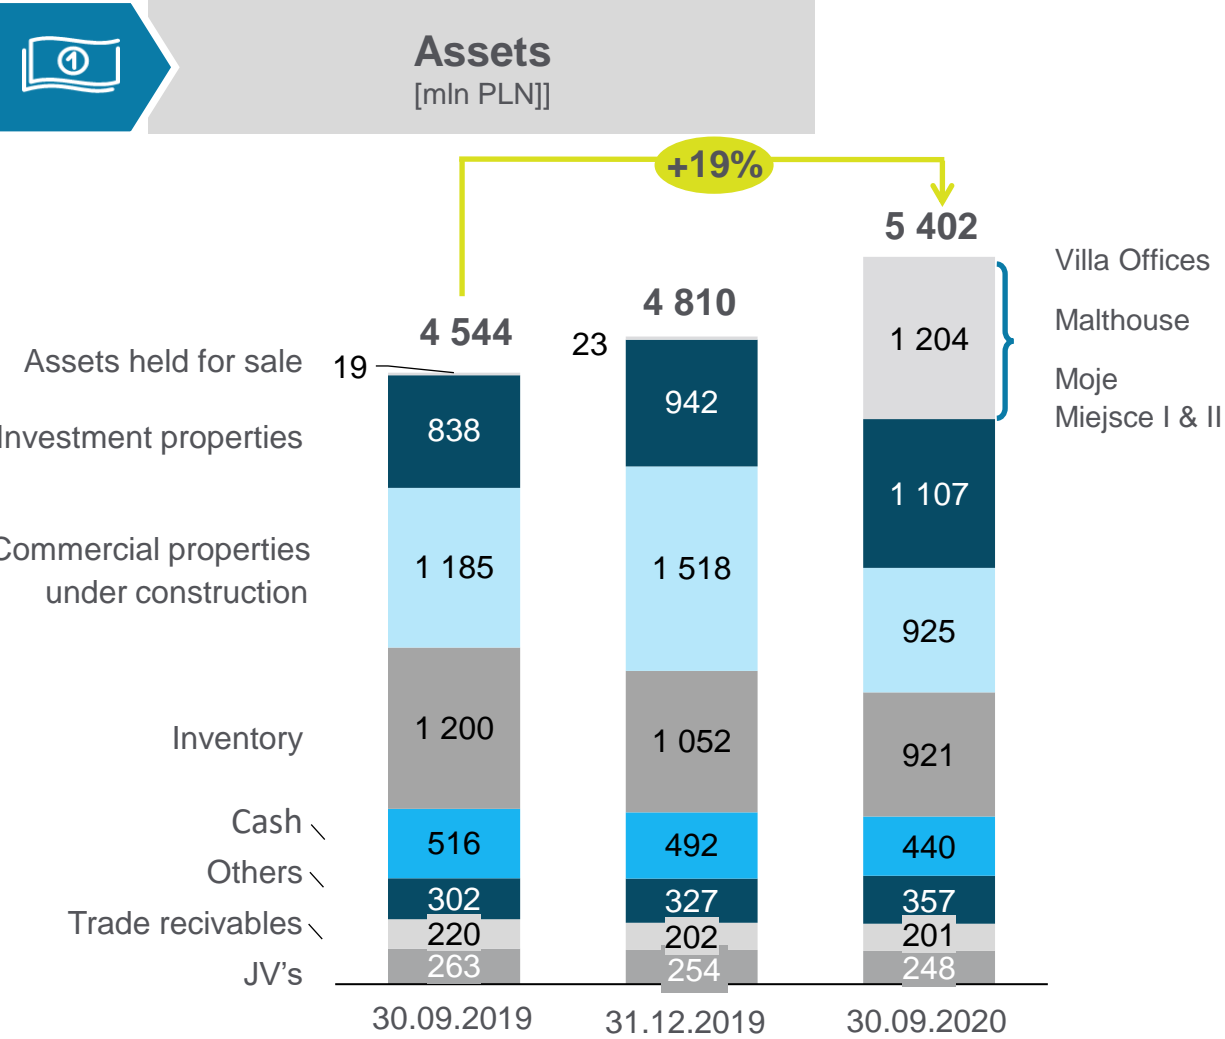 1
Assets
[mln PLN]]
+19%
5 402
4 810
4 544
Villa Offices
Malthouse
Moje
Miejsce I & II
Assets held for sale
19
23
1 204
Investment properties
838
942
1 107
Commercial properties
under construction
1 185
1 518
925
Inventory
1 200
1 052
921
Cash
516
492
440
Others
302
327
357
Trade recivables
220
202
201
JV's
263
254
248
30.09.2019
31.12.2019
30.09.2020